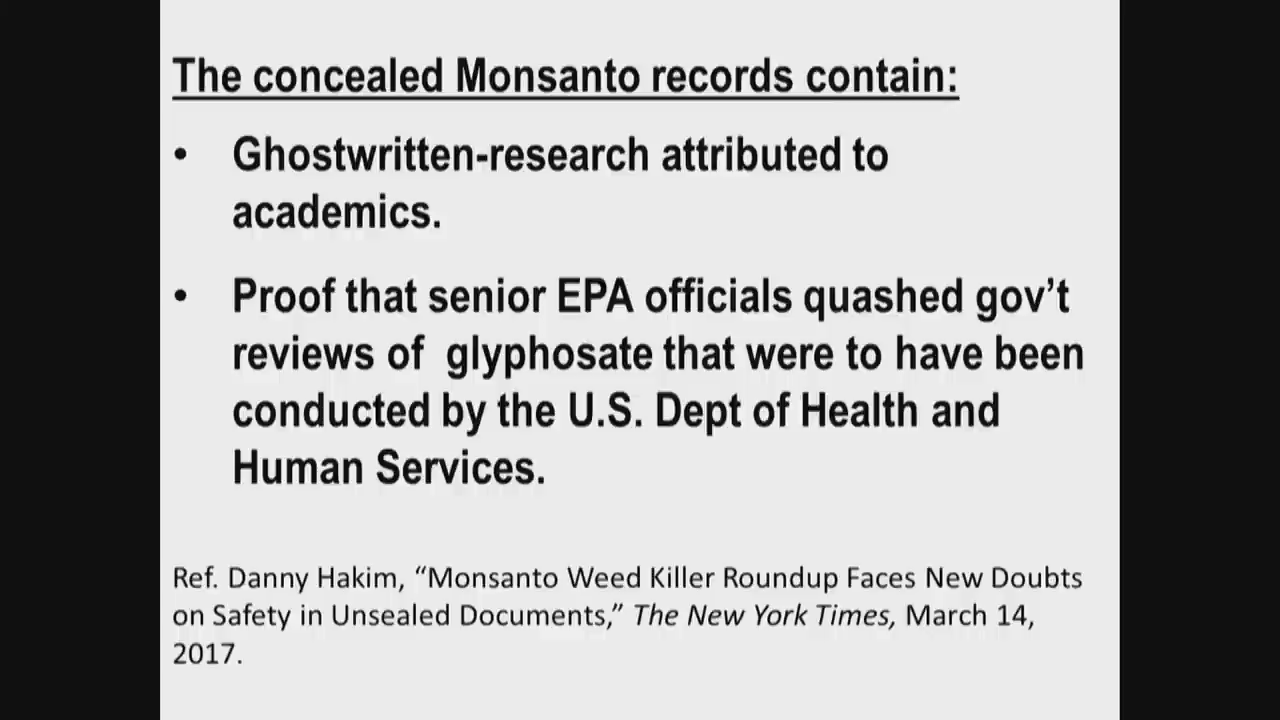 The concealed Monsanto records contain:
• Ghostwritten-research attributed to
academics.
• Proof that senior EPA officials quashed gov’t
reviews of glyphosate that were to have been
conducted by the U.S. Dept of Health and
Human Services.
Ref. Danny Hakim, “Monsanto Weed Killer Roundup Faces New Doubts
on Safety in Unsealed Documents,” The New York Times, March 14,
2017.